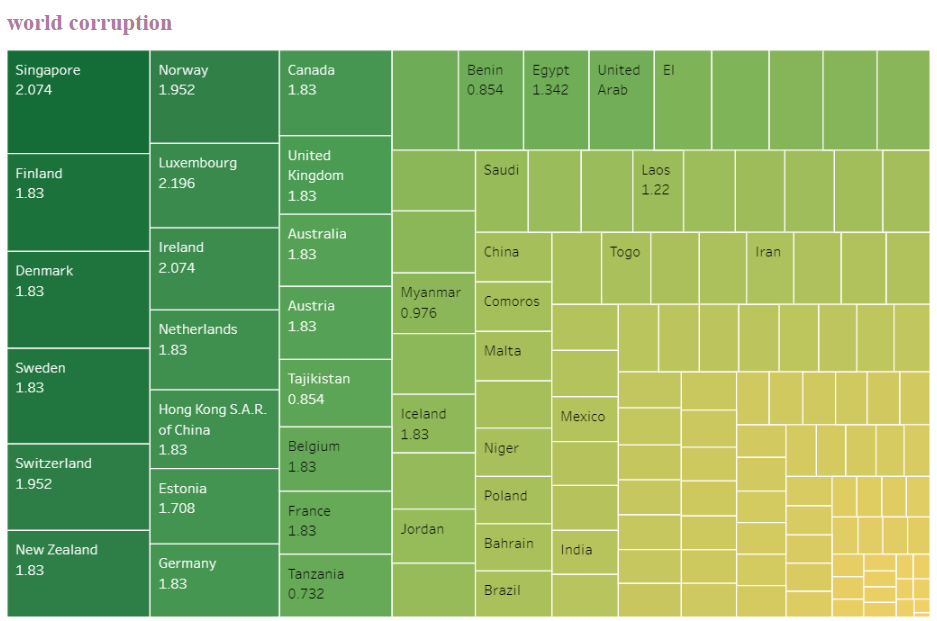 world corruption
Singapore
2.074
Finland
1.83
Denmark
1.83
Sweden
1.83
Switzerland
1.952
New Zealand
1.83
Norway
1.952
Luxembourg
2.196
Ireland
2.074
Netherlands
1.83
Hong Kong S.A.R.
of China
1.83
Estonia
1.708
Germany
1.83
Canada
1.83
United
Kingdom
1.83
Australia
1.83
Austria
1.83
Tajikistan
0.854
Belgium
1.83
France
1.83
Tanzania
0.732
Myanmar
0.976
Iceland
1.83
Jordan
Benin
0.854
Egypt
1.342
United
Arab
El
Saudi
Laos
1.22
China
Comoros
Malta
Niger
Poland
Bahrain
Brazil
Togo
Iran
Mexico
India